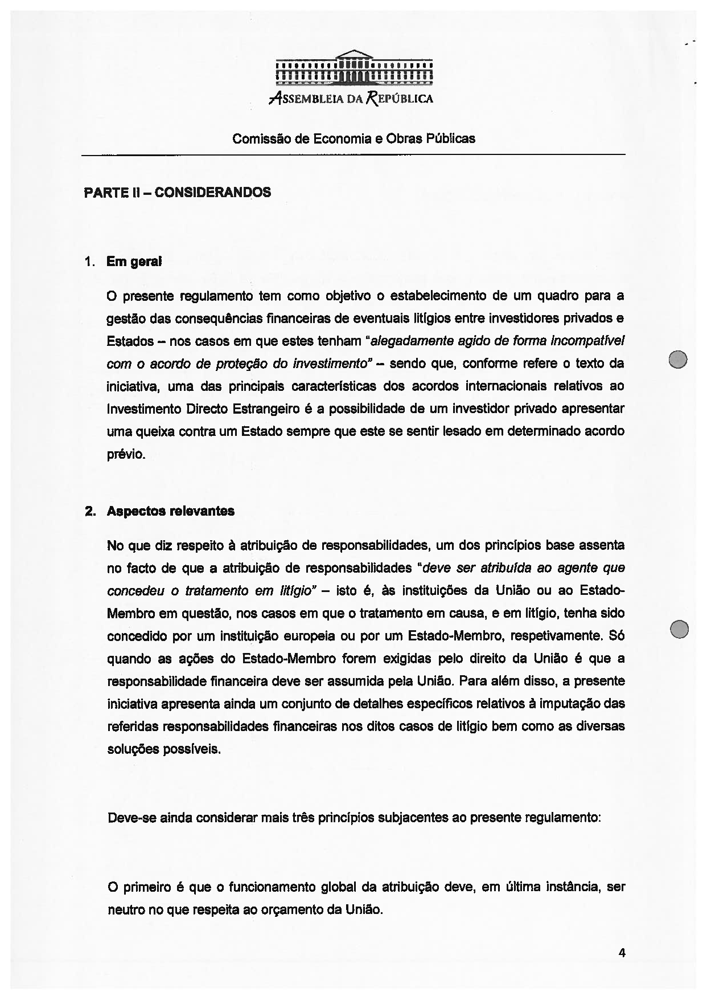 ASSEMBLEIA DA REPÚBLICA
Comissão de Economia e Obras Públicas
PARTE II – CONSIDERANDOS
1. Em geral
O presente regulamento tem como objetivo o estabelecimento de um quadro para a
gestão das consequências financeiras de eventuais litígios entre investidores privados e
Estados – nos casos em que estes tenham “alegadamente agido de forma incompatível
com o acordo de proteção do investimento” – sendo que, conforme refere o texto da
iniciativa, uma das principais características dos acordos internacionais relativos ao
Investimento Directo Estrangeiro é a possibilidade de um investidor privado apresentar
uma queixa contra um Estado sempre que este se sentir lesado em determinado acordo
prévio.
2. Aspectos relevantes
No que diz respeito à atribuição de responsabilidades, um dos princípios base assenta
no facto de que a atribuição de responsabilidades “deve ser atribuída ao agente que
concedeu o tratamento em litígio” – isto é, às instituições da União ou ao Estado-
Membro em questão, nos casos em que o tratamento em causa, e em litígio, tenha sido
concedido por um instituição europeia ou por um Estado-Membro, respetivamente. Só
quando as ações do Estado-Membro forem exigidas pelo direito da União é que a
responsabilidade financeira deve ser assumida pela União. Para além disso, a presente
iniciativa apresenta ainda um conjunto de detalhes específicos relativos à imputação das
referidas responsabilidades financeiras nos ditos casos de litígio bem como as diversas
soluções possíveis.
Deve-se ainda considerar mais três princípios subjacentes ao presente regulamento:
O primeiro é que o funcionamento global da atribuição deve, em última instância, ser
neutro no que respeita ao orçamento da União.
4